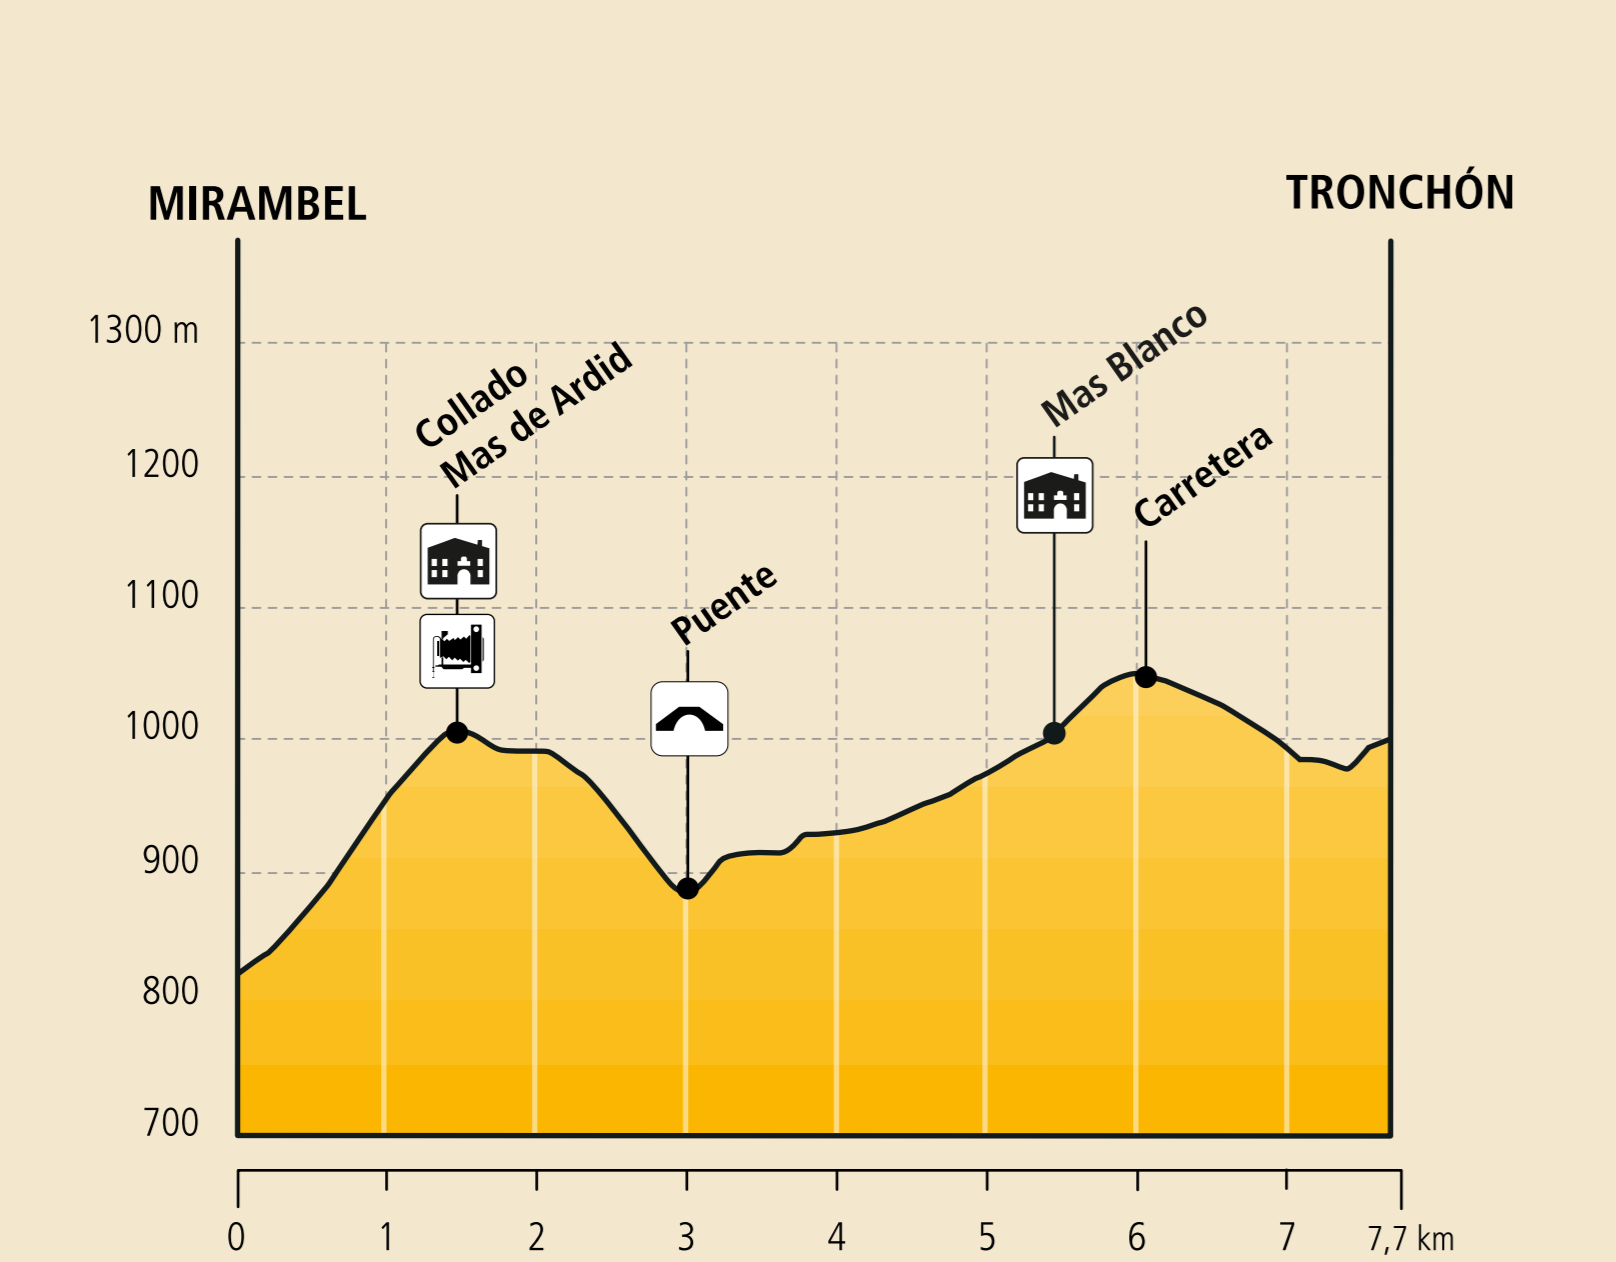 MIRAMBEL
TRONCHÓN
1300 m
1200
1100
1000
900
800
700
Collado
Mas de Ardid
Puente
Mas Blanco
Carretera
0 1 2 3 4 5 6 7 7,7 km